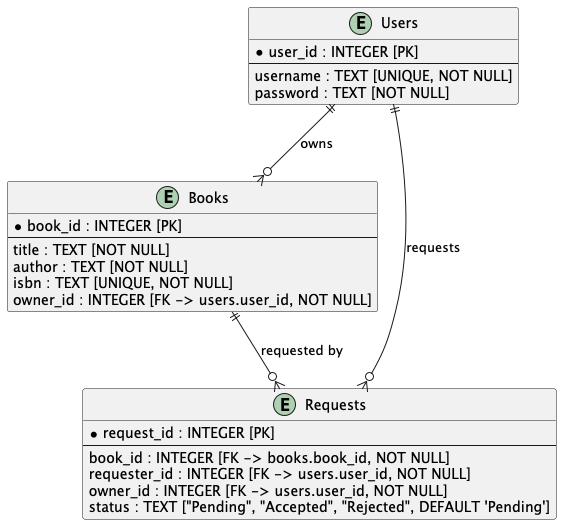 E Users
user_id : INTEGER [PK]
username : TEXT [UNIQUE, NOT NULL]
password : TEXT [NOT NULL]
owns
E Books
book_id : INTEGER [PK]
title : TEXT [NOT NULL]
author : TEXT [NOT NULL]
isbn : TEXT [UNIQUE, NOT NULL]
owner_id : INTEGER [FK -> users.user_id, NOT NULL]
requests
requested by
E Requests
request_id : INTEGER [PK]
book_id : INTEGER [FK -> books.book_id, NOT NULL]
requester_id : INTEGER [FK -> users.user_id, NOT NULL]
owner_id : INTEGER [FK -> users.user_id, NOT NULL]
status : TEXT ["Pending", "Accepted", "Rejected", DEFAULT 'Pending']